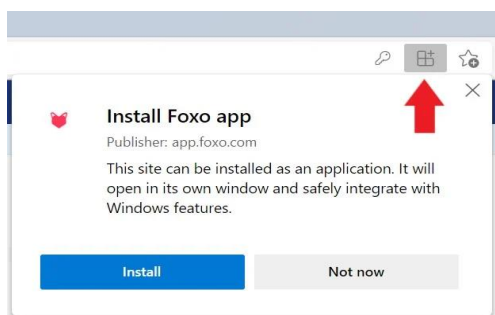 Install Foxo app
Publisher: app.foxo.com
This site can be installed as an application. It will
open in its own window and safely integrate with
Windows features.
Install
Not now